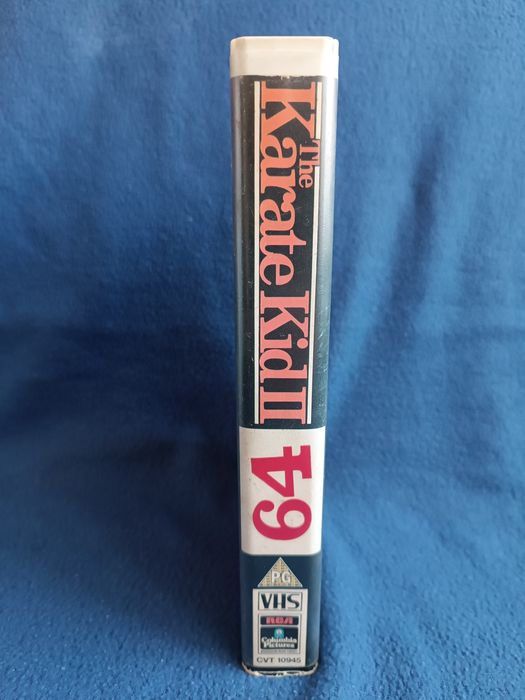 The
Karate Kid II
64
PG
VHS
RCA
Columbia
Pictures
CVT 10945